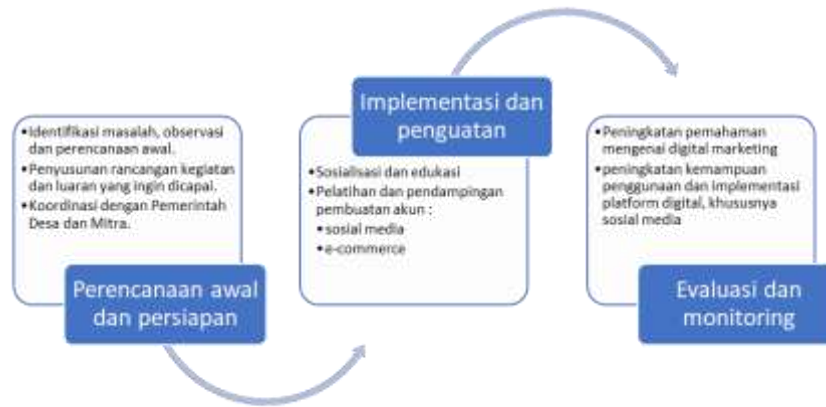 •Identifikasi masalah, observasi
dan perencanaan awal.
•Penyusunan rancangan kegiatan
dan luaran yang ingin dicapai.
•Koordinasi dengan Pemerintah
Desa dan Mitra.
Perencanaan awal
dan persiapan
Implementasi dan
penguatan
•Sosialisasi dan edukasi
•Pelatihan dan pendampingan
pembuatan akun :
•sosial media
•e-commerce
•Peningkatan pemahaman
mengenai digital marketing
•peningkatan kemampuan
penggunaan dan implementasi
platform digital, khususnya
sosial media
Evaluasi dan
monitoring